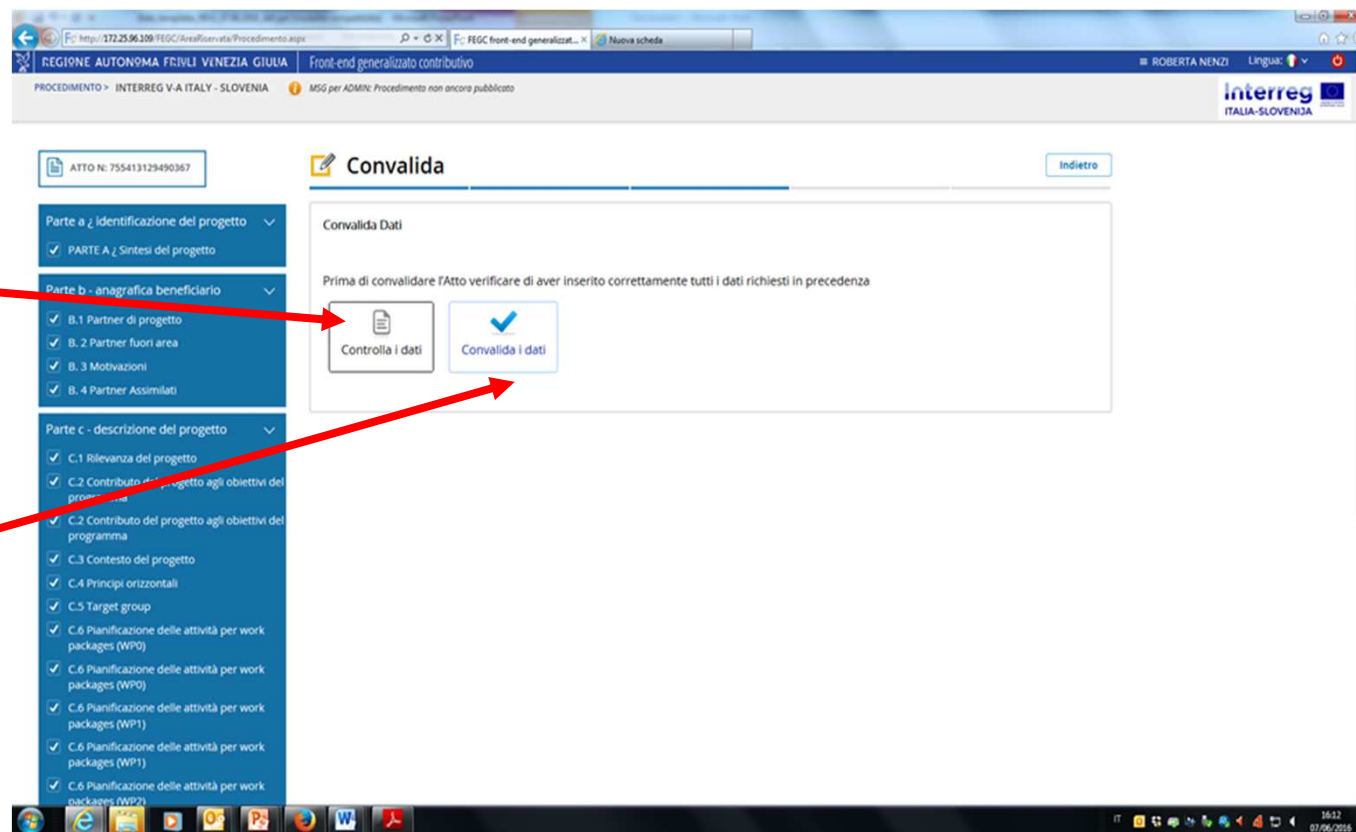 http://172.25.96.109/FEGC/AreaRiservata/Procedimento.aspx
FEGC front-end generalizzat...
Nuova scheda
REGIONE AUTONOMA FRIULI VENEZIA GIULIA
Front-end generalizzato contributivo
ROBERTA NENZI
Lingua:
PROCEDIMENTO > INTERREG V-A ITALY - SLOVENIA
MSG per ADMIN: Procedimento non ancora pubblicato
Interreg
ITALIA-SLOVENIJA
ATTO N: 755413129490367
Convalida
Indietro
Parte a ¿ identificazione del progetto
PARTE A ¿ Sintesi del progetto
Parte b - anagrafica beneficiario
B.1 Partner di progetto
B. 2 Partner fuori area
B. 3 Motivazioni
B. 4 Partner Assimilati
Parte c - descrizione del progetto
C.1 Rilevanza del progetto
C.2 Contributo del progetto agli obiettivi del
programma
C.2 Contributo del progetto agli obiettivi del
programma
C.3 Contesto del progetto
C.4 Principi orizzontali
C.5 Target group
C.6 Pianificazione delle attività per work
packages (WP0)
C.6 Pianificazione delle attività per work
packages (WP0)
C.6 Pianificazione delle attività per work
packages (WP1)
C.6 Pianificazione delle attività per work
packages (WP1)
C.6 Pianificazione delle attività per work
packages (WP2)
Convalida Dati
Prima di convalidare l'Atto verificare di aver inserito correttamente tutti i dati richiesti in precedenza
Controlla i dati
Convalida i dati
IT
16:12
07/06/2016